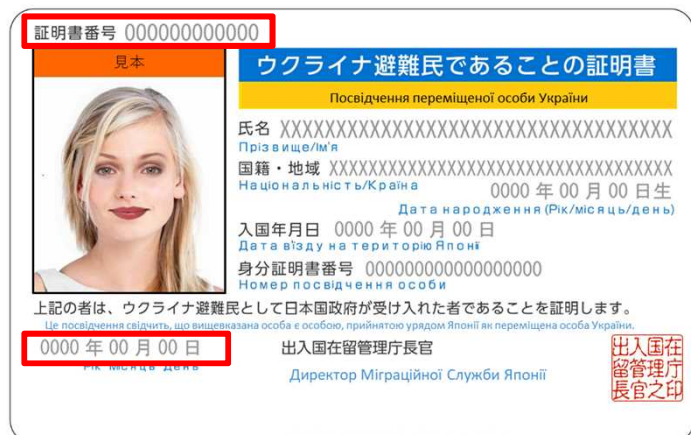 証明書番号 000000000000
見本
ウクライナ避難民であることの証明書
Посвідчення переміщеної особи України
氏名 XXXXXXXXXXXXXXXXXXXXXXXXXXXXXXXXXXX
Прізвище/Ім'я
国籍・地域 XXXXXXXXXXXXXXXXXXXXXXXXXXXXXXX
Національність/Країна
0000 年 00 月 00 日生
Дата народження (Рік/місяць/день)
入国年月日 0000 年 00 月 00 日
Дата в'їзду на територію Японії
身分証明書番号 000000000000000000
Номер посвідчення особи
上記の者は、ウクライナ避難民として日本国政府が受け入れた者であることを証明します。
Це посвідчення свідчить, що вищевказана особа є особою, прийнятою урядом Японії як переміщена особа України.
0000 年 00 月 00 日
Рік Місяць День
出入国在留管理庁長官
Директор Міграційної Служби Японії
出入国在
留管理庁
長官之印